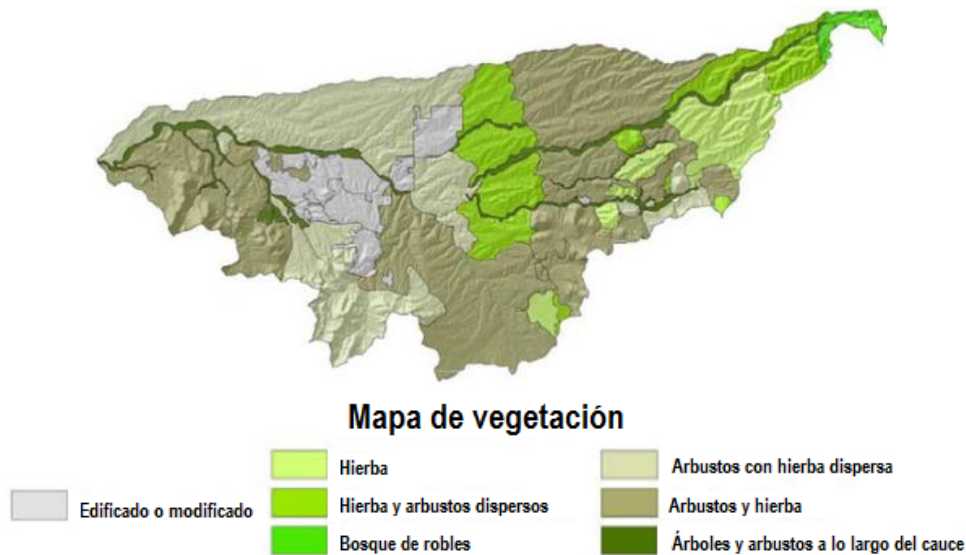 Mapa de vegetación
Edificado o modificado
Hierba
Hierba y arbustos dispersos
Bosque de robles
Arbustos con hierba dispersa
Arbustos y hierba
Árboles y arbustos a lo largo del cauce